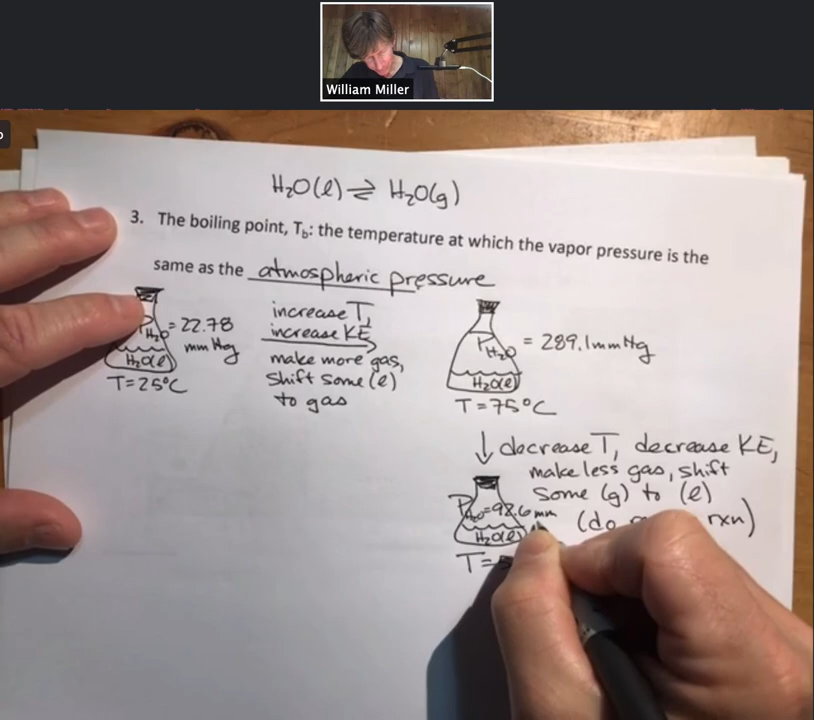 William Miller
H₂O(l) ⇌ H₂O(g)
3. The boiling point, Tb: the temperature at which the vapor pressure is the
same as the atmospheric pressure
PH₂O = 22.78
mmHg
H₂O(l)
T=25°C
increase T,
increase KE
make more gas,
shift some (l)
to gas
PH₂O = 289.1mmHg
H₂O(l)
T=75°C
↓ decrease T, decrease KE,
make less gas, shift
some (g) to (l)
(do rxn)
PH₂O=92.6mm
H₂O(l)
T=